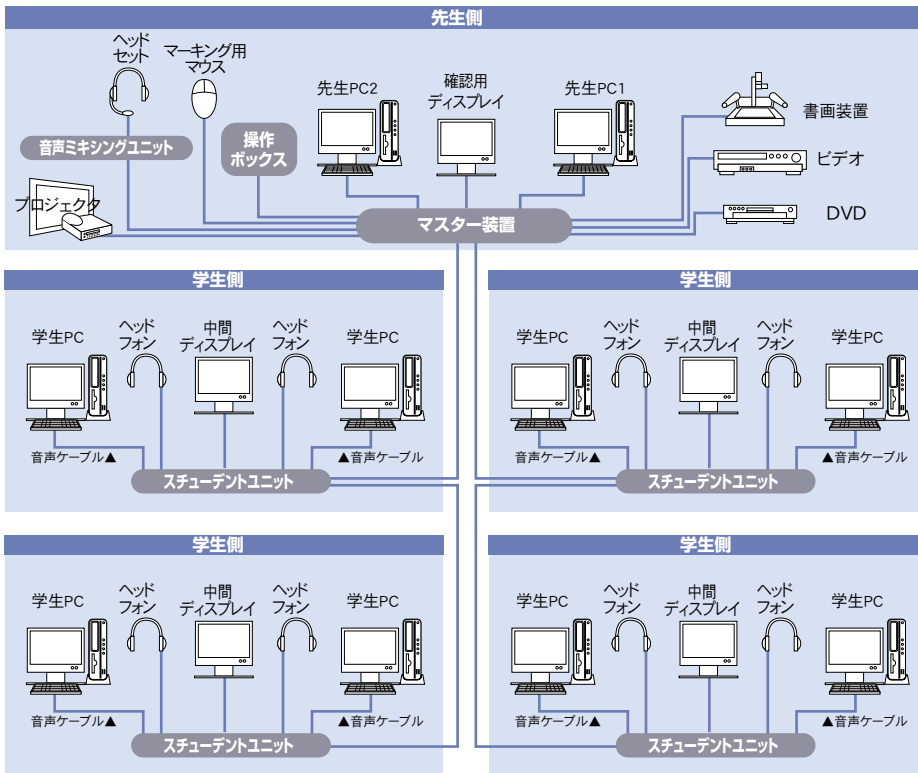 先生側
ヘッド
セット
マーキング用
マウス
先生PC2
確認用
ディスプレイ
先生PC1
書画装置
音声ミキシングユニット
操作
ボックス
ビデオ
プロジェクタ
マスター装置
DVD
学生側
学生PC
ヘッド
フォン
中間
ディスプレイ
ヘッド
フォン
学生PC
音声ケーブル▲
▲音声ケーブル
スチューデントユニット
学生側
学生PC
ヘッド
フォン
中間
ディスプレイ
ヘッド
フォン
学生PC
音声ケーブル▲
▲音声ケーブル
スチューデントユニット
学生側
学生PC
ヘッド
フォン
中間
ディスプレイ
ヘッド
フォン
学生PC
音声ケーブル▲
▲音声ケーブル
スチューデントユニット
学生側
学生PC
ヘッド
フォン
中間
ディスプレイ
ヘッド
フォン
学生PC
音声ケーブル▲
▲音声ケーブル
スチューデントユニット